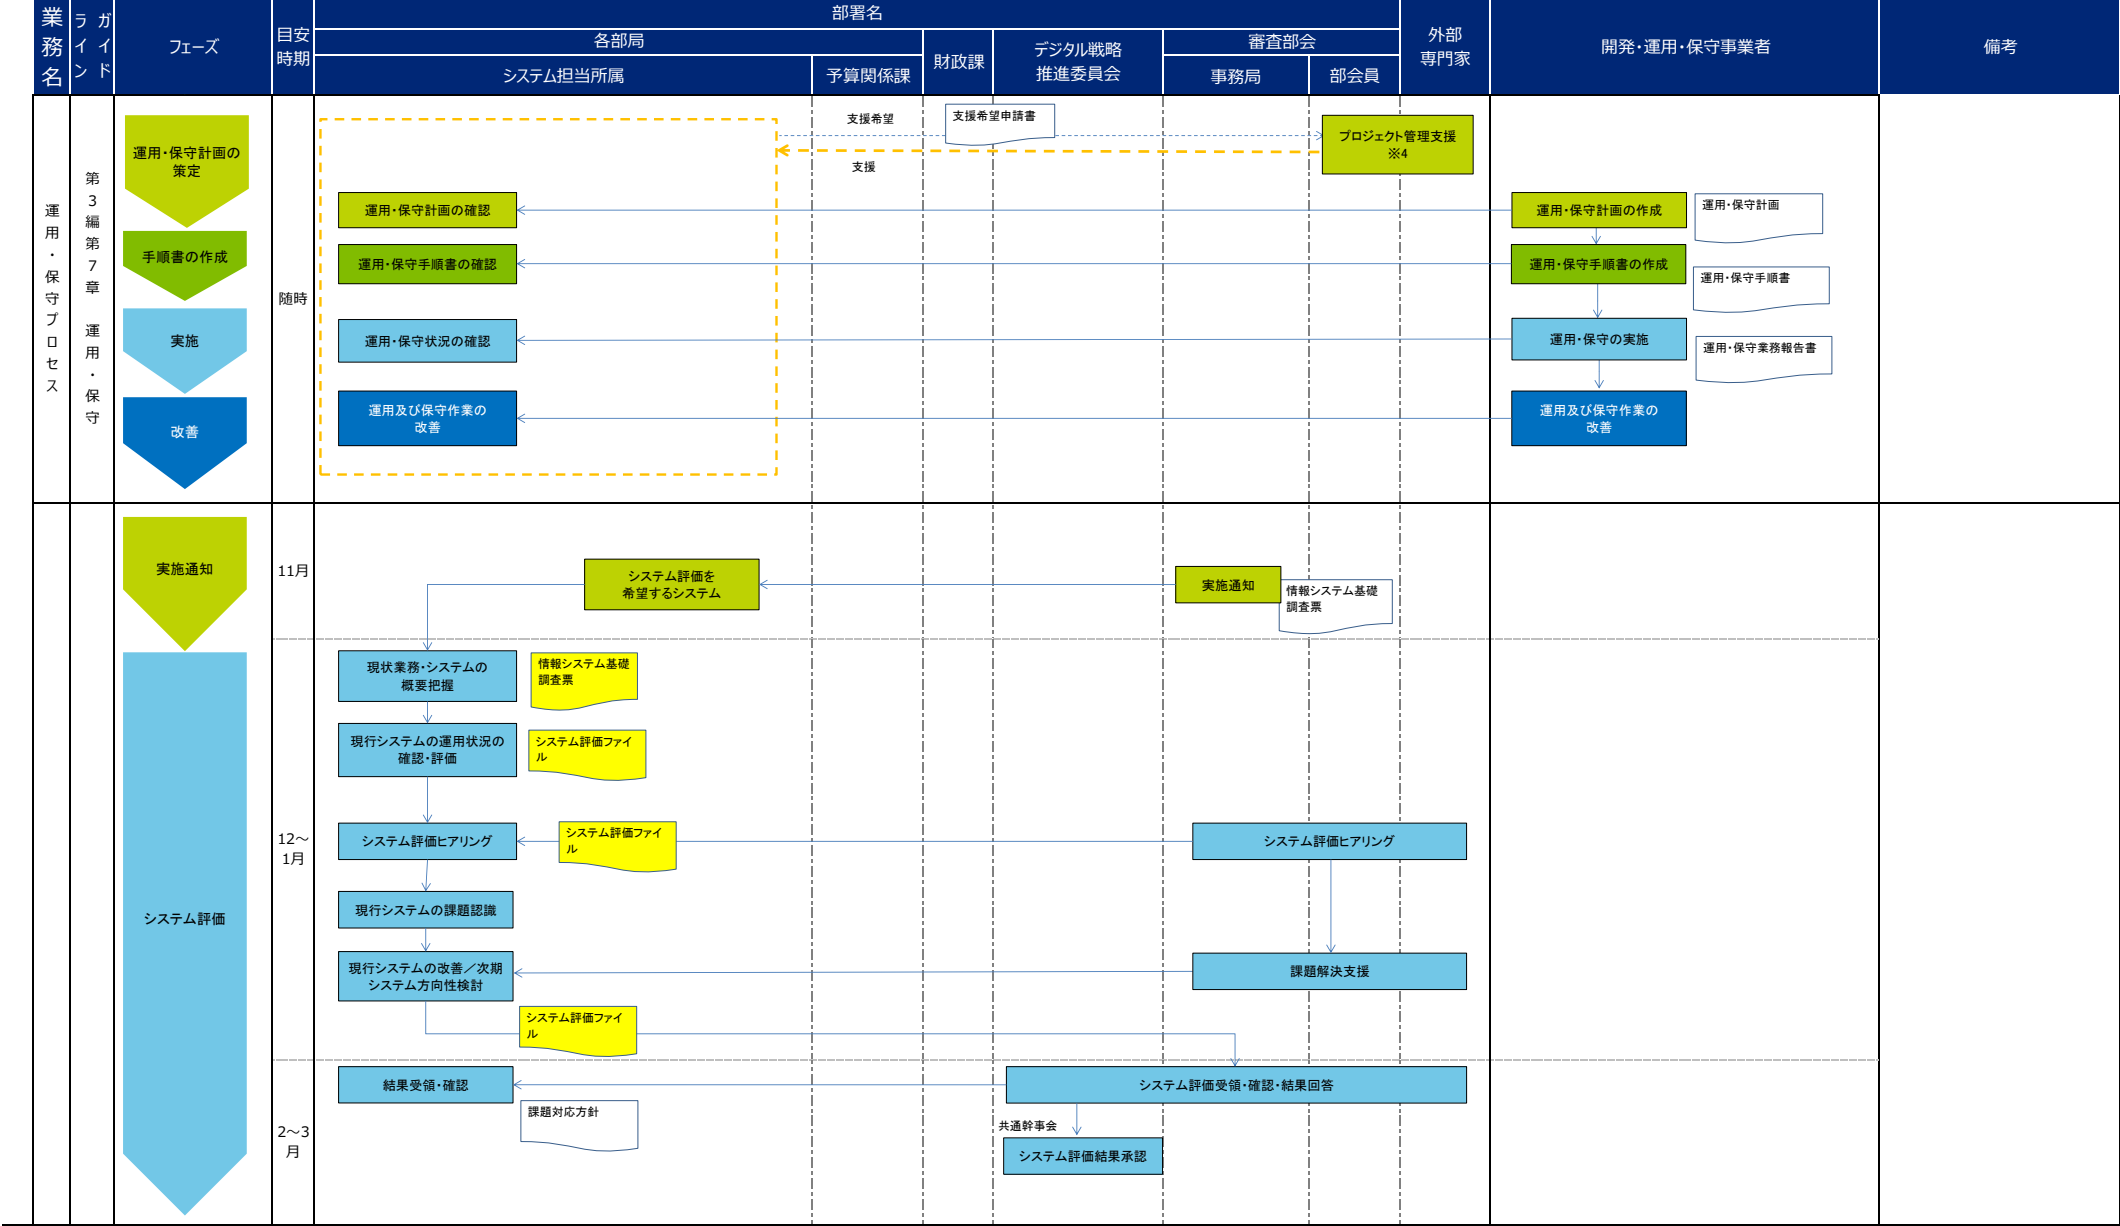 業務名
ガイドライン
フェーズ
目安
時期
部署名
各部局
システム担当所属
予算関係課
財政課
デジタル戦略
推進委員会
審査部会
事務局
部会員
外部
専門家
開発・運用・保守事業者
備考
運用・保守プロセス
第3編第7章 運用・保守
運用・保守計画の
策定
手順書の作成
実施
改善
随時
支援希望
支援希望申請書
支援
プロジェクト管理支援
※4
運用・保守計画の確認
運用・保守計画の作成
運用・保守計画
運用・保守手順書の確認
運用・保守手順書の作成
運用・保守手順書
運用・保守状況の確認
運用・保守の実施
運用・保守業務報告書
運用及び保守作業の
改善
運用及び保守作業の
改善
実施通知
11月
システム評価を
希望するシステム
実施通知
情報システム基礎
調査票
システム評価
12～
1月
現状業務・システムの
概要把握
情報システム基礎
調査票
現行システムの運用状況の
確認・評価
システム評価ファイ
ル
システム評価ヒアリング
システム評価ファイ
ル
システム評価ヒアリング
現行システムの課題認識
現行システムの改善／次期
システム方向性検討
課題解決支援
システム評価ファイ
ル
2～3
月
結果受領・確認
システム評価受領・確認・結果回答
課題対応方針
共通幹事会
システム評価結果承認